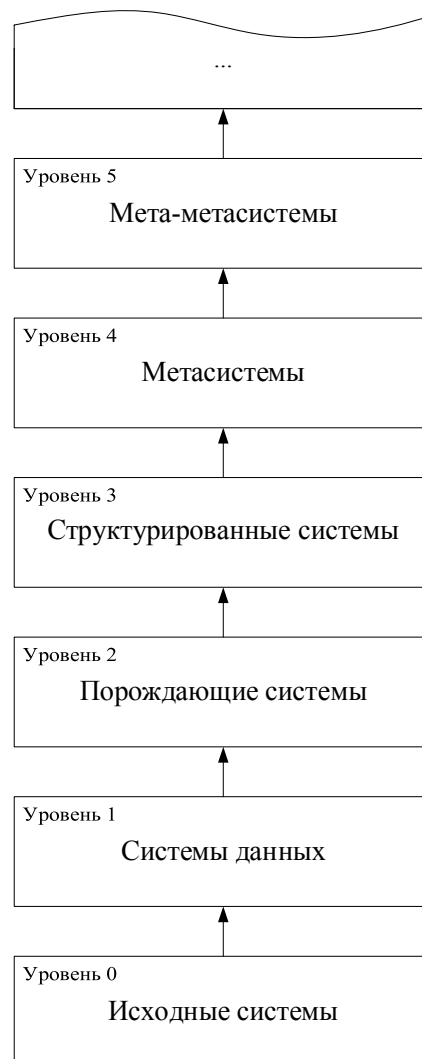 ...
Уровень 5
Мета-метасистемы
Уровень 4
Метасистемы
Уровень 3
Структурированные системы
Уровень 2
Порождающие системы
Уровень 1
Системы данных
Уровень 0
Исходные системы